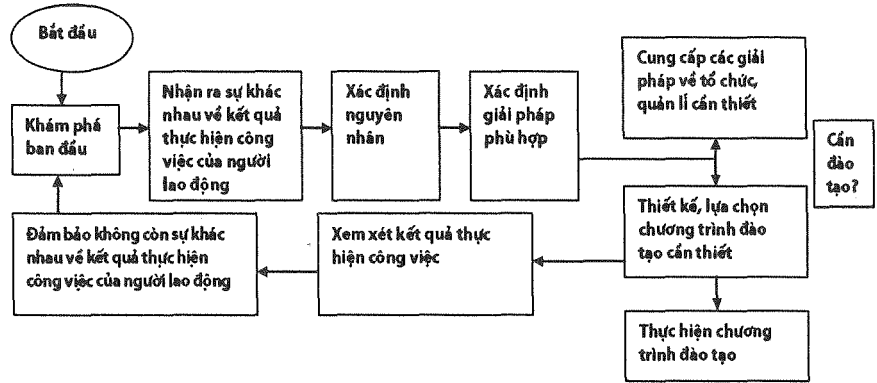 Bắt đầu
Khám phá
ban đầu
Nhận ra sự khác
nhau về kết quả
thực hiện công
việc của người
lao động
Xác định
nguyên
nhân
Xác định
giải pháp
phù hợp
Cung cấp các giải
pháp về tổ chức,
quản lí cần thiết
Cần
đào
tạo?
Thiết kế, lựa chọn
chương trình đào
tạo cần thiết
Thực hiện chương
trình đào tạo
Xem xét kết quả thực
hiện công việc
Đảm bảo không còn sự khác
nhau về kết quả thực hiện
công việc của người lao động